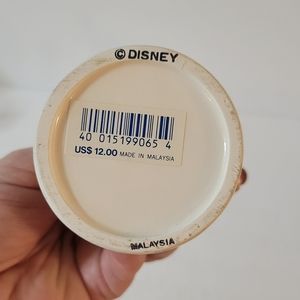 © DISNEY
40 015199065 4
US$ 12.00 MADE IN MALAYSIA
MALAYSIA